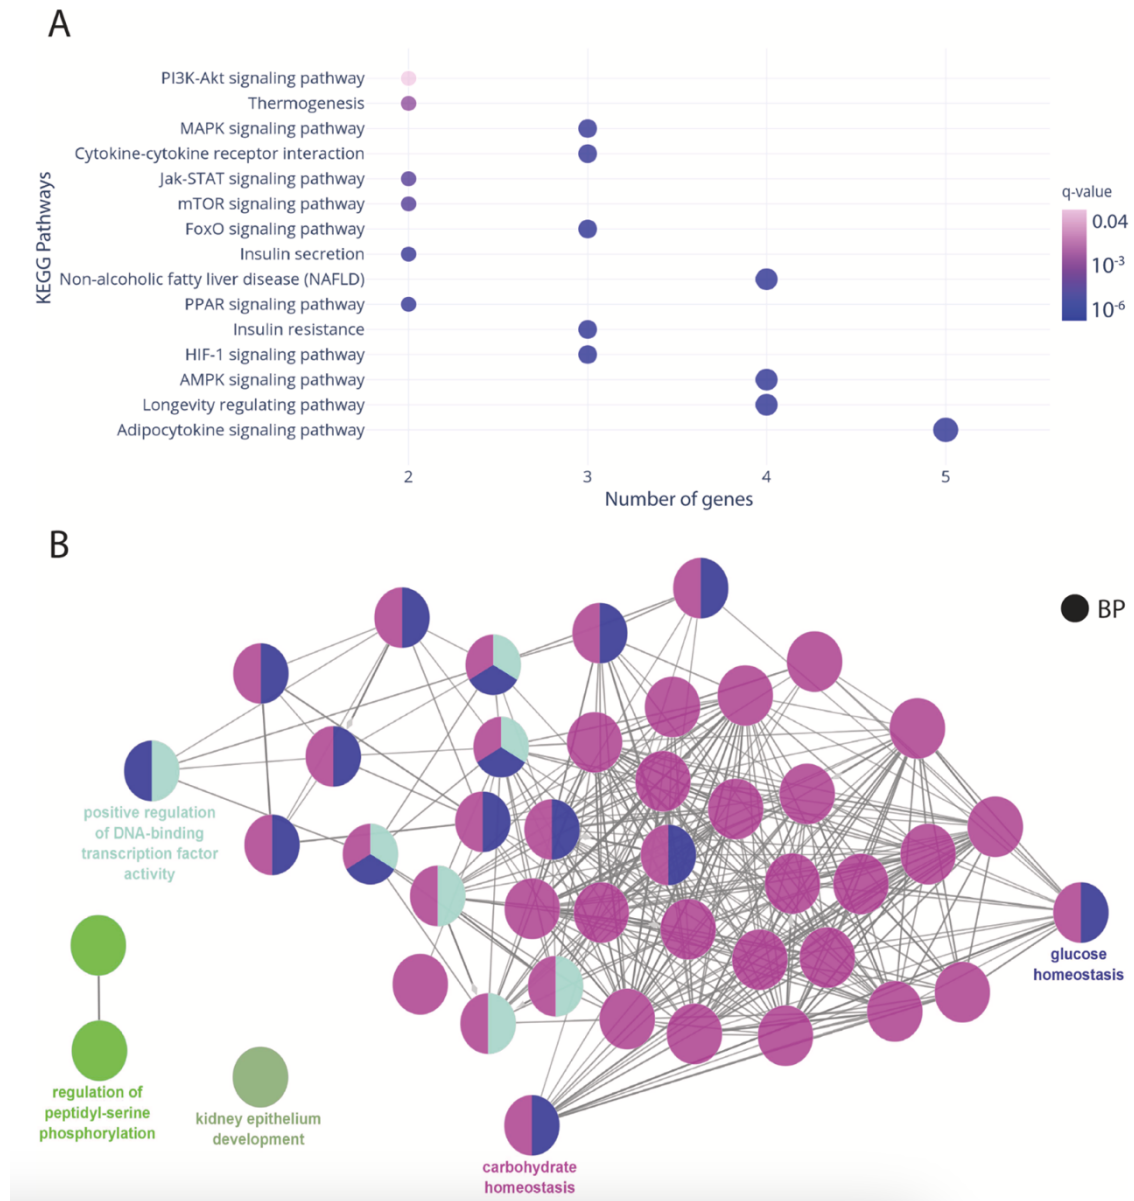 A
KEGG Pathways
PI3K-Akt signaling pathway
Thermogenesis
MAPK signaling pathway
Cytokine-cytokine receptor interaction
Jak-STAT signaling pathway
mTOR signaling pathway
FoxO signaling pathway
Insulin secretion
Non-alcoholic fatty liver disease (NAFLD)
PPAR signaling pathway
Insulin resistance
HIF-1 signaling pathway
AMPK signaling pathway
Longevity regulating pathway
Adipocytokine signaling pathway
2 3 4 5
Number of genes
q-value
0.04
10-3
10-6
B
BP
positive regulation
of DNA-binding
transcription factor
activity
glucose
homeostasis
regulation of
peptidyl-serine
phosphorylation
kidney epithelium
development
carbohydrate
homeostasis